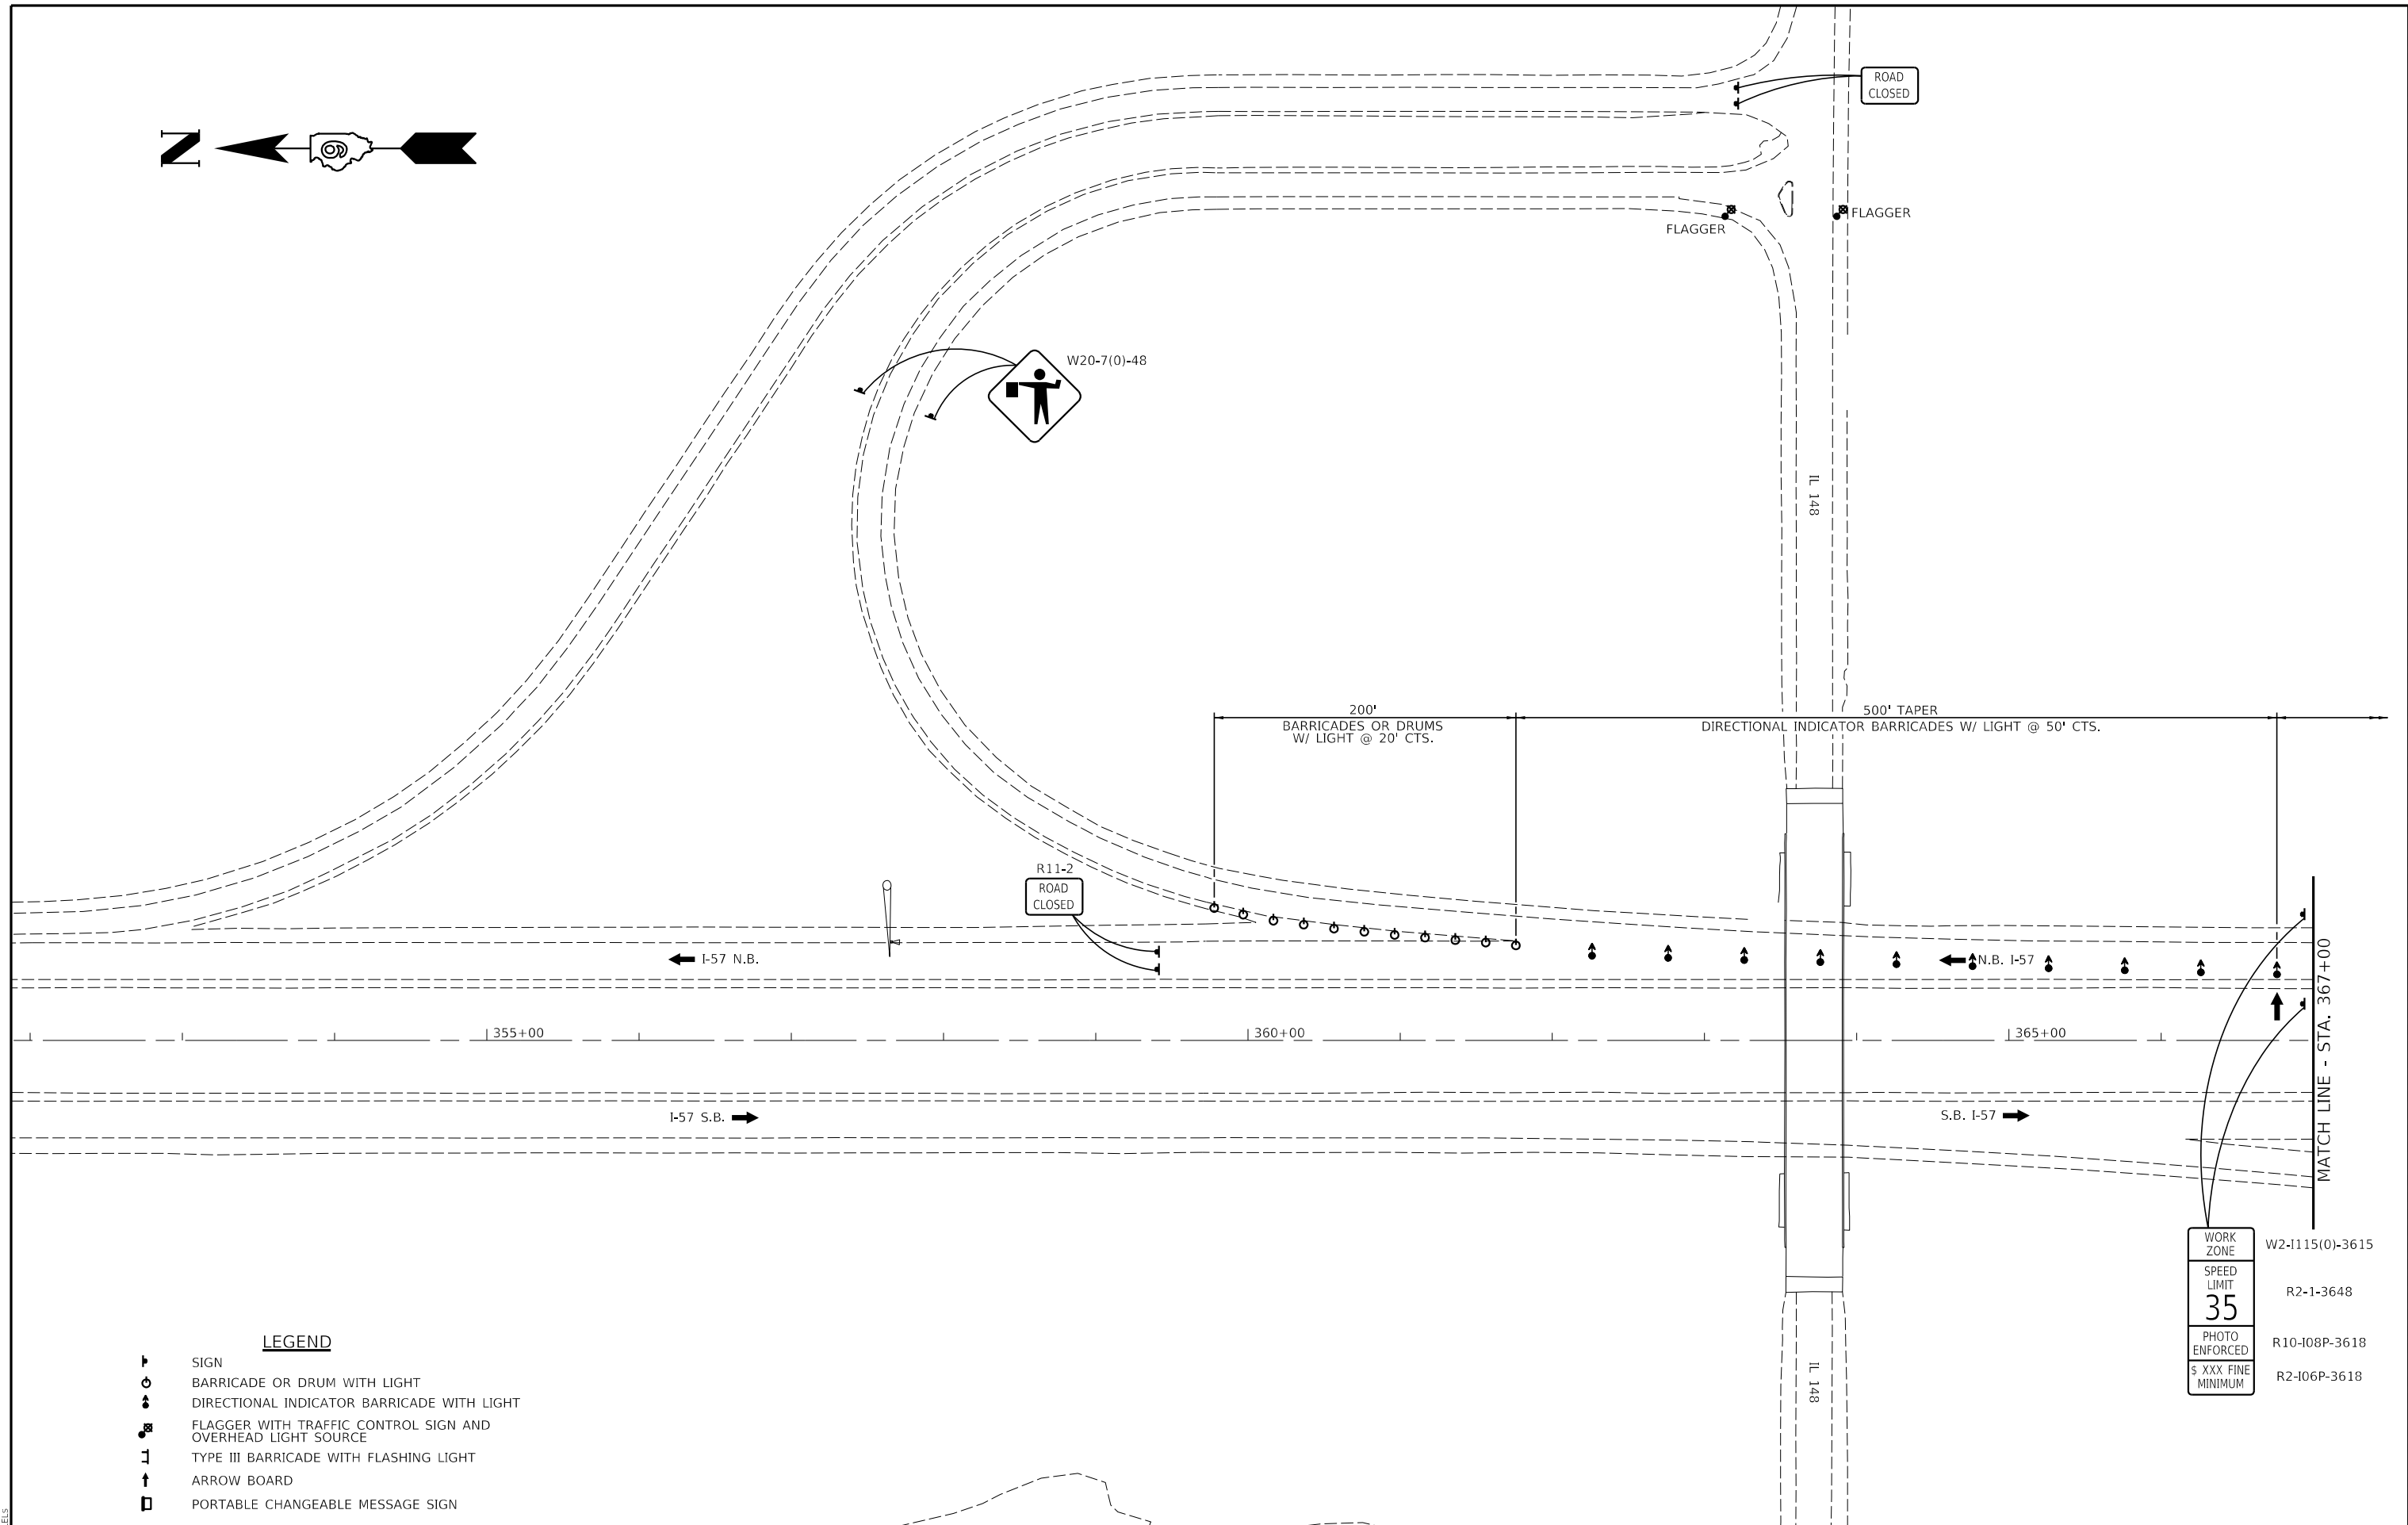 ROAD
CLOSED
N
FLAGGER
FLAGGER
W20-7(0)-48
IL 148
200'
BARRICADES OR DRUMS
W/ LIGHT @ 20' CTS.
500' TAPER
DIRECTIONAL INDICATOR BARRICADES W/ LIGHT @ 50' CTS.
R11-2
ROAD
CLOSED
I-57 N.B.
N.B. I-57
355+00
360+00
365+00
MATCH LINE - STA. 367+00
I-57 S.B.
S.B. I-57
WORK
ZONE
W2-I115(0)-3615
SPEED
LIMIT
35
R2-1-3648
PHOTO
ENFORCED
R10-I08P-3618
$ XXX FINE
MINIMUM
R2-I06P-3618
IL 148
LEGEND
SIGN
BARRICADE OR DRUM WITH LIGHT
DIRECTIONAL INDICATOR BARRICADE WITH LIGHT
FLAGGER WITH TRAFFIC CONTROL SIGN AND
OVERHEAD LIGHT SOURCE
TYPE III BARRICADE WITH FLASHING LIGHT
ARROW BOARD
PORTABLE CHANGEABLE MESSAGE SIGN